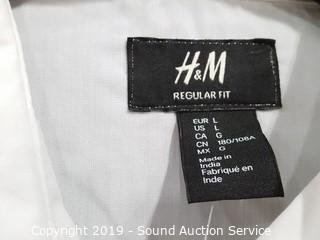 H&M
REGULAR FIT
EUR L
US L
CA G
CN 180/108A
MX G
Made in
India
Fabriqué en
Inde
Copyright 2019 - Sound Auction Service